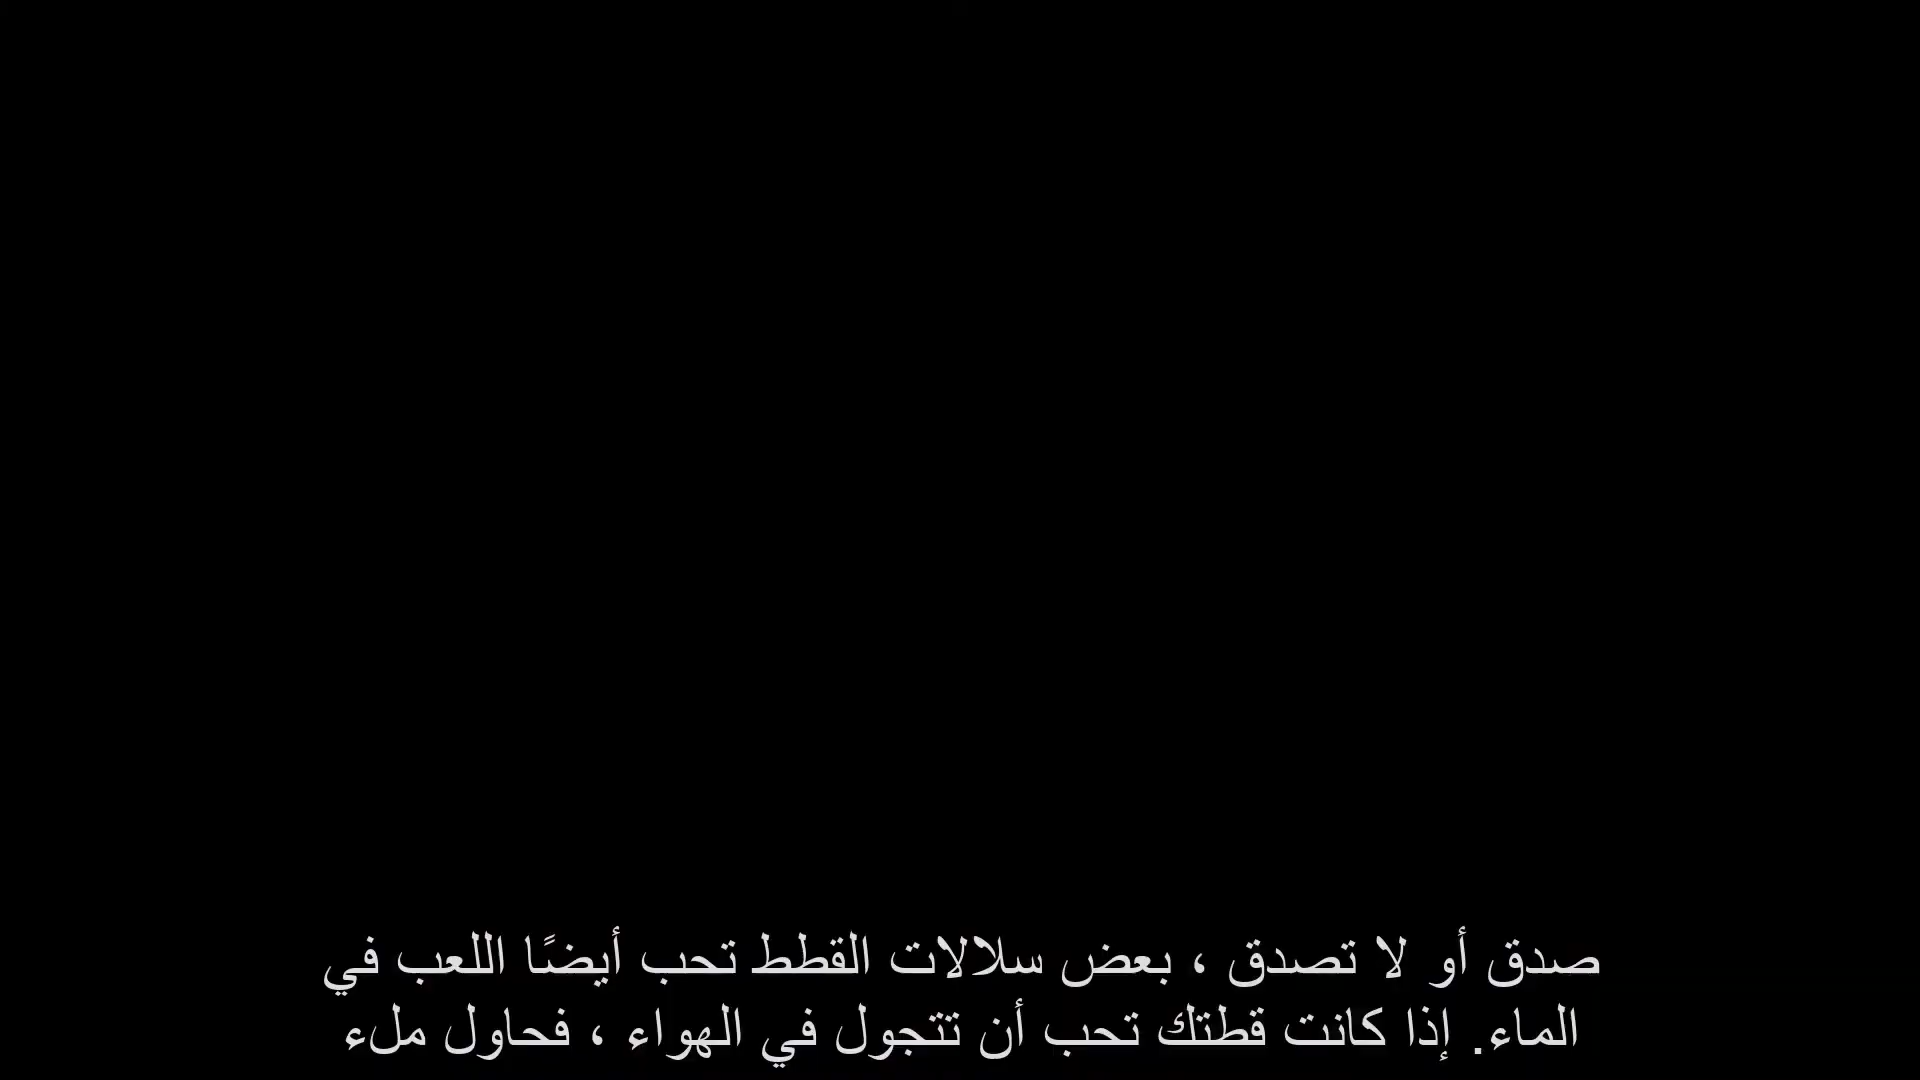 صدق أو لا تصدق ، بعض سلالات القطط تحب أيضًا اللعب في
الماء. إذا كانت قطتك تحب أن تتجول في الهواء ، فحاول ملء